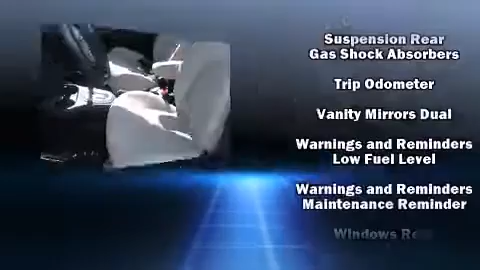 Suspension Rear
Gas Shock Absorbers
Trip Odometer
Vanity Mirrors Dual
Warnings and Reminders
Low Fuel Level
Warnings and Reminders
Maintenance Reminder
Windows